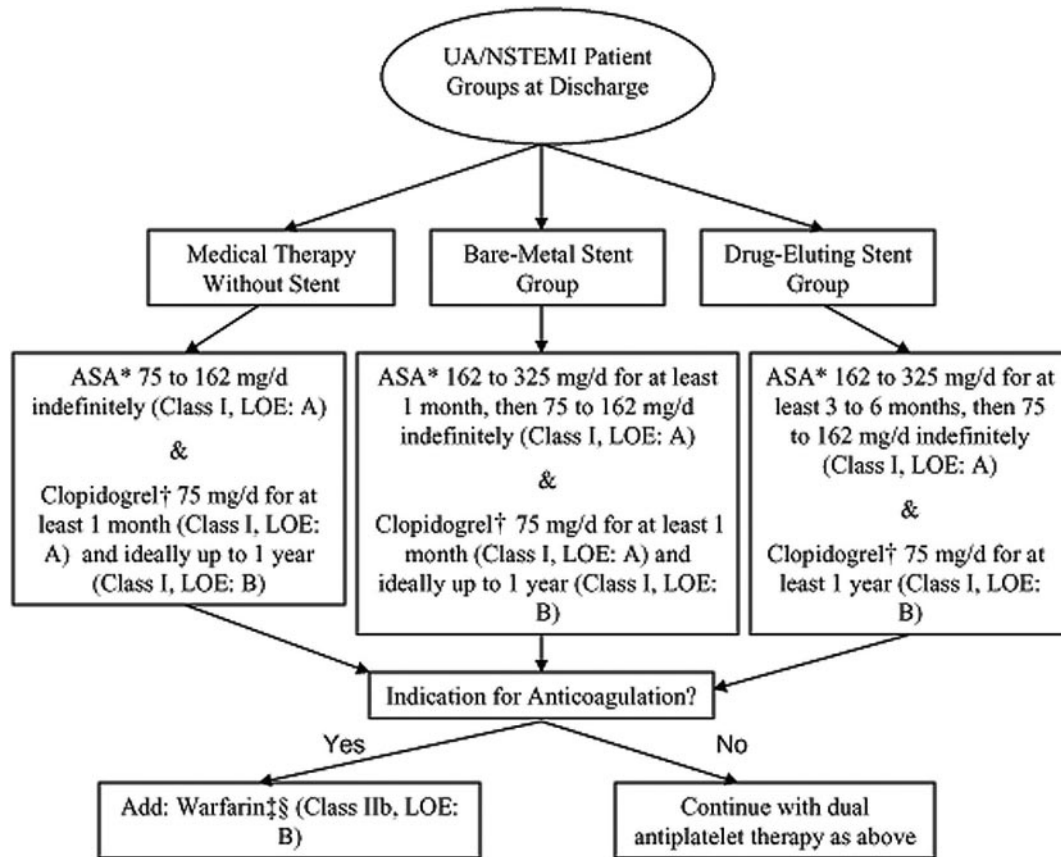 UA/NSTEMI Patient
Groups at Discharge
Medical Therapy
Without Stent
Bare-Metal Stent
Group
Drug-Eluting Stent
Group
ASA* 75 to 162 mg/d
indefinitely (Class I, LOE: A)
&
Clopidogrel† 75 mg/d for at
least 1 month (Class I, LOE:
A) and ideally up to 1 year
(Class I, LOE: B)
ASA* 162 to 325 mg/d for at least
1 month, then 75 to 162 mg/d
indefinitely (Class I, LOE: A)
&
Clopidogrel† 75 mg/d for at least 1
month (Class I, LOE: A) and
ideally up to 1 year (Class I, LOE:
B)
ASA* 162 to 325 mg/d for at
least 3 to 6 months, then 75
to 162 mg/d indefinitely
(Class I, LOE: A)
&
Clopidogrel† 75 mg/d for at
least 1 year (Class I, LOE:
B)
Indication for Anticoagulation?
Yes
No
Add: Warfarin‡§ (Class IIb, LOE:
B)
Continue with dual
antiplatelet therapy as above